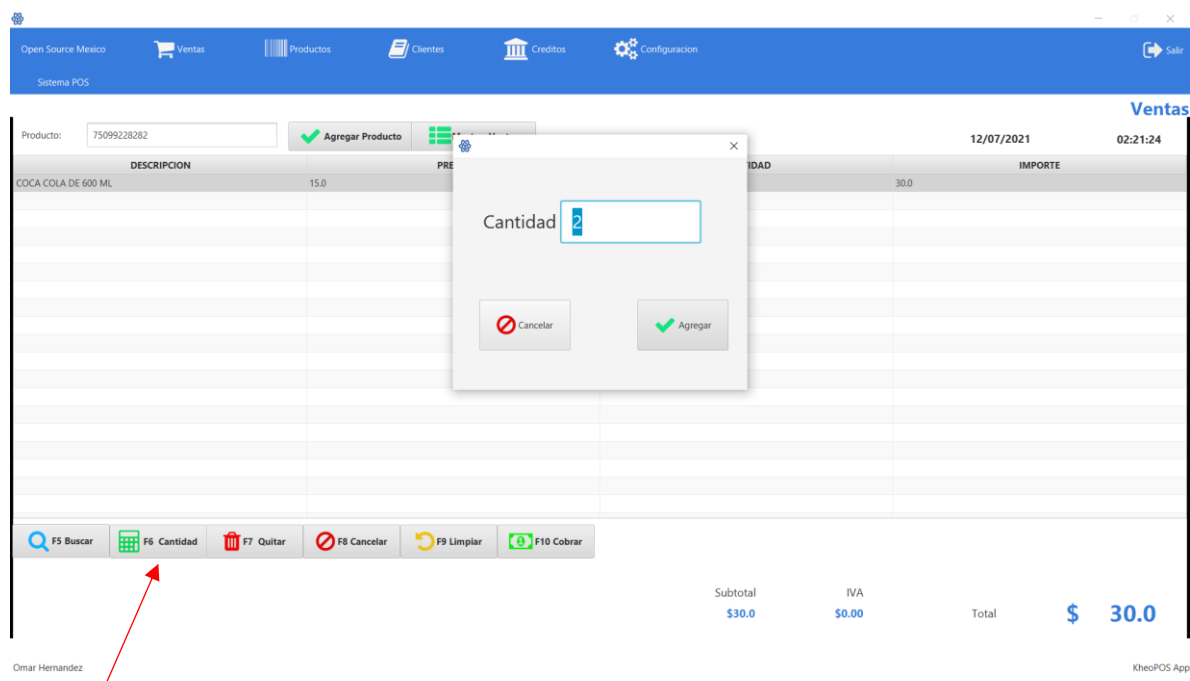 Open Source Mexico Ventas Productos Clientes Creditos Configuracion Salir
Sistema POS
Ventas
Producto: 75099228282 Agregar Producto 12/07/2021 02:21:24
DESCRIPCION PRE IDAD IMPORTE
COCA COLA DE 600 ML 15.0 30.0
Cantidad 2
Cancelar Agregar
F5 Buscar F6 Cantidad F7 Quitar F8 Cancelar F9 Limpiar F10 Cobrar
Subtotal IVA
$30.0 $0.00 Total $ 30.0
Omar Hernandez KheoPOS App